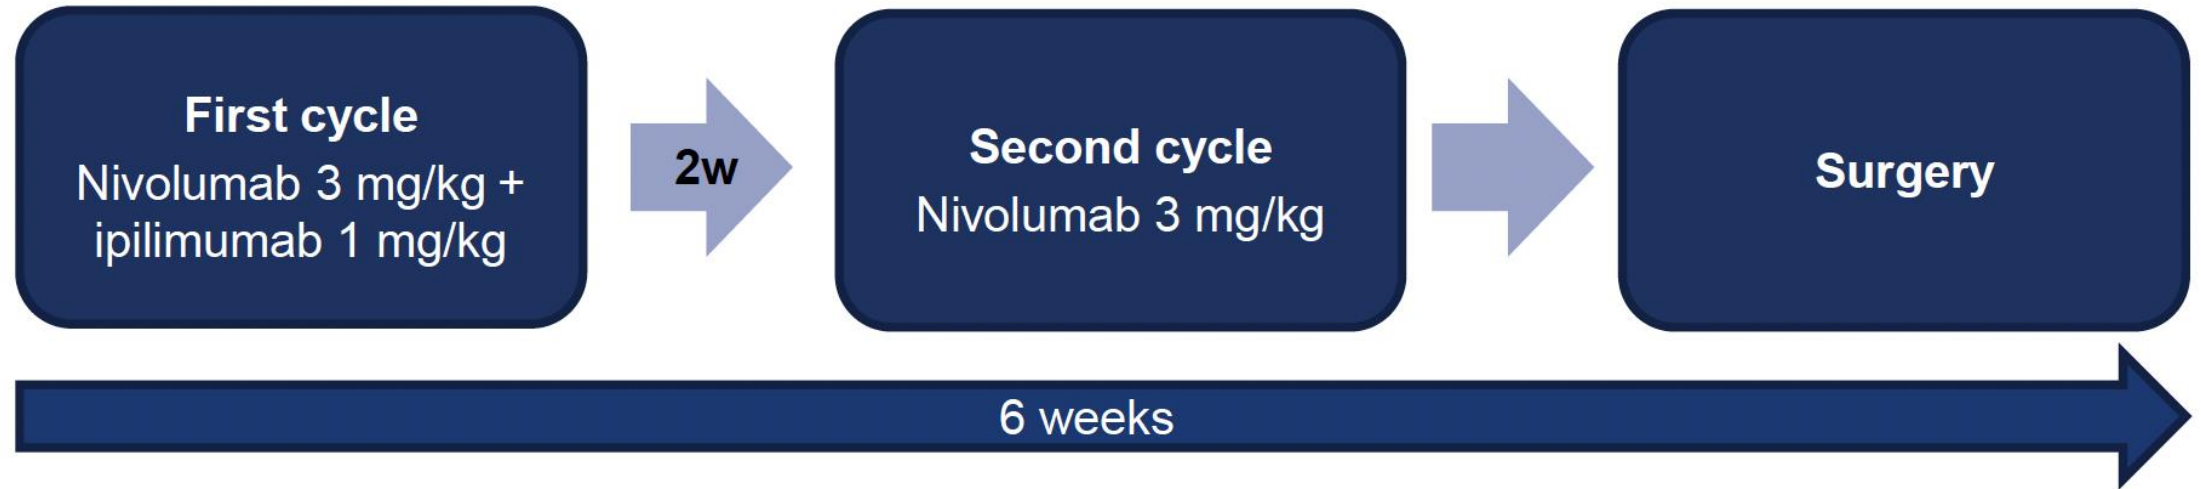 First cycle
Nivolumab 3 mg/kg +
ipilimumab 1 mg/kg
2w
Second cycle
Nivolumab 3 mg/kg
Surgery
6 weeks